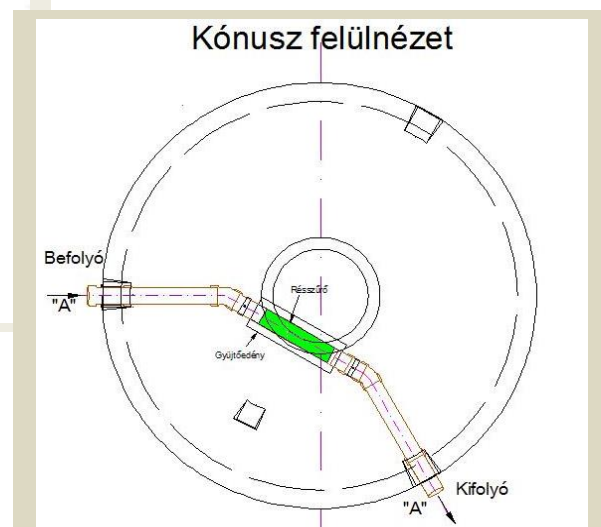 Kónusz felülnézet
Befolyó
"A"
Résszűrő
Gyűjtőedény
Kifolyó
"A"